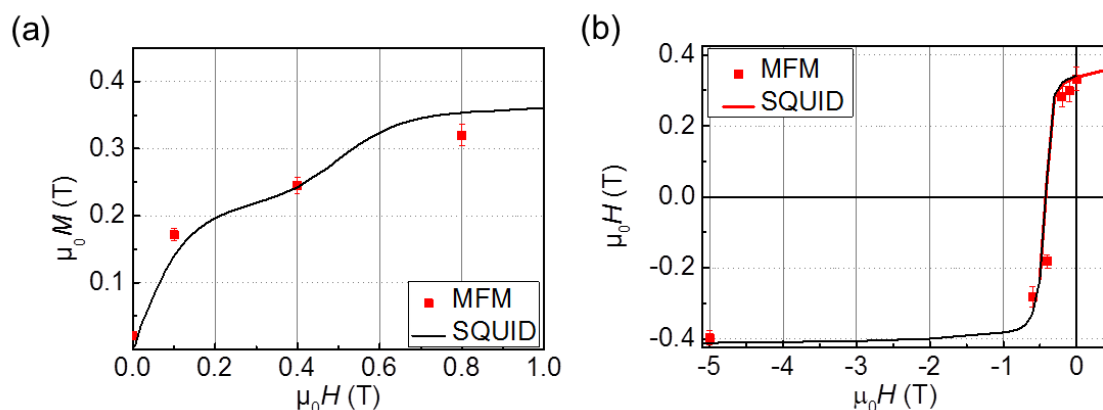 (a)
0.4
0.3
0.2
0.1
μ₀M (T)
MFM
SQUID
0.0 0.2 0.4 0.6 0.8 1.0
μ₀H (T)
(b)
0.4
0.2
0.0
-0.2
-0.4
μ₀H (T)
MFM
SQUID
-5 -4 -3 -2 -1 0
μ₀H (T)